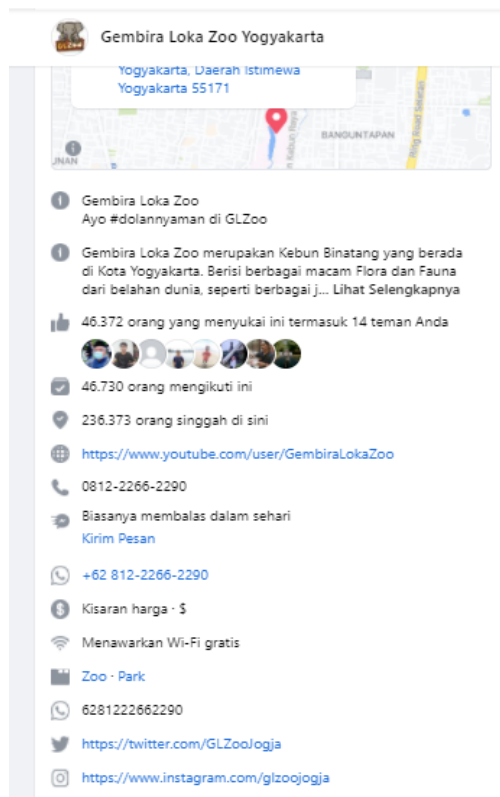 Gembira Loka Zoo Yogyakarta
Yogyakarta, Daerah Istimewa
Yogyakarta 55171
BANGUNTAPAN
Ring Road Selatan
UNAN
Gembira Loka Zoo
Ayo #dolannyaman di GLZoo
Gembira Loka Zoo merupakan Kebun Binatang yang berada
di Kota Yogyakarta. Berisi berbagai macam Flora dan Fauna
dari belahan dunia, seperti berbagai j... Lihat Selengkapnya
46.372 orang yang menyukai ini termasuk 14 teman Anda
46.730 orang mengikuti ini
236.373 orang singgah di sini
https://www.youtube.com/user/GembiraLokaZoo
0812-2266-2290
Biasanya membalas dalam sehari
Kirim Pesan
+62 812-2266-2290
Kisaran harga · $
Menawarkan Wi-Fi gratis
Zoo · Park
6281222662290
https://twitter.com/GLZooJogja
https://www.instagram.com/glzoojogja